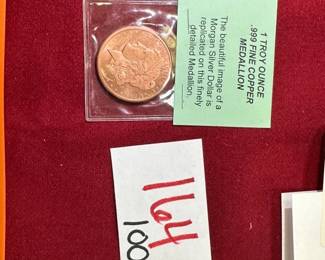 1 TROY OUNCE
.999 FINE COPPER
MEDALLION
The beautiful image of a
Morgan Silver Dollar is
replicated on this finely
detailed Medallion.
164
100